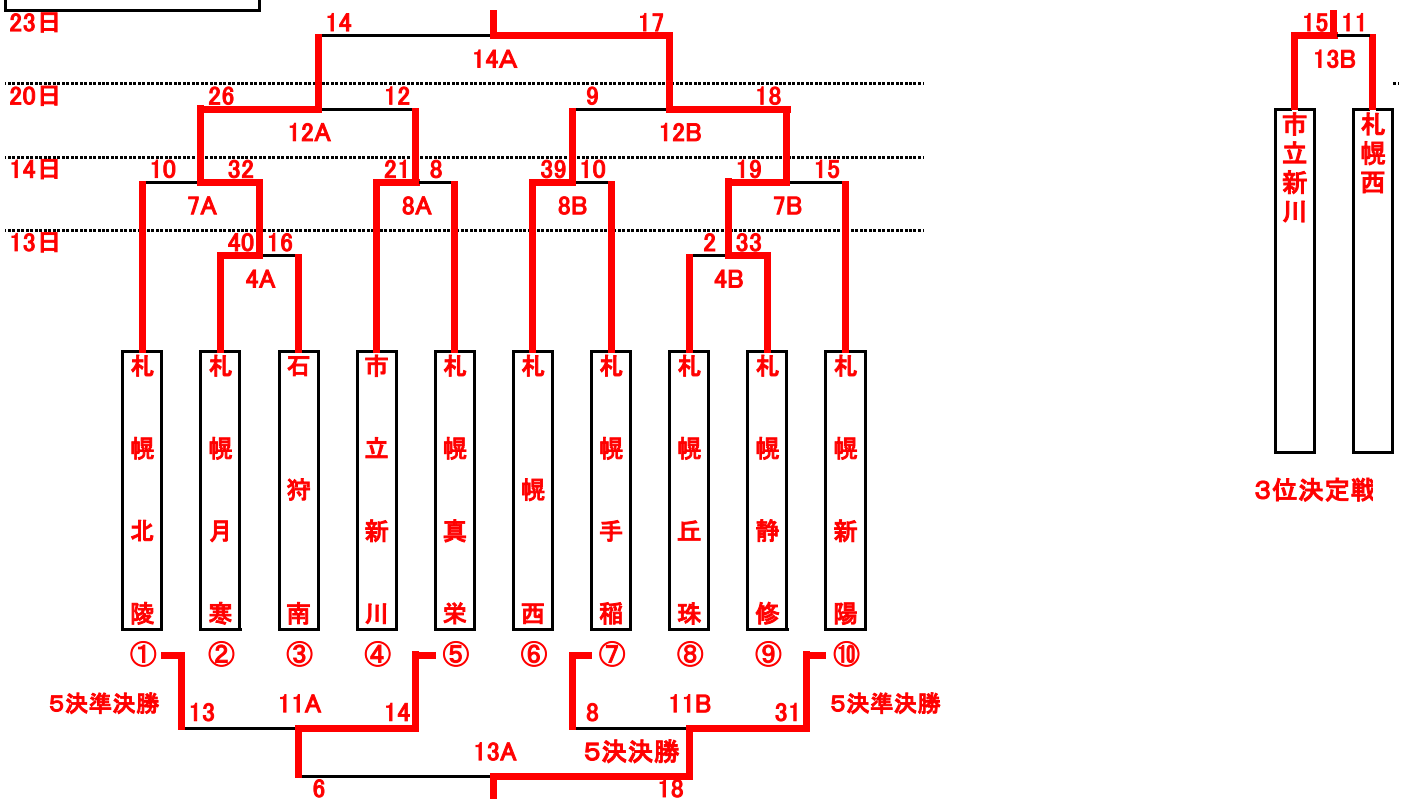 23日 14 17 15 11
14A 13B
20日 26 12 9 18
12A 12B
14日 10 32 21 8 39 10 19 15
7A 8A 8B 7B
13日 40 16 2 33
4A 4B
市立新川
札幌西
3位決定戦
札幌北陵
札幌月寒
石狩南
市立新川
札幌真栄
札幌西
札幌手稲
札幌丘珠
札幌静修
札幌新陽
① ② ③ ④ ⑤ ⑥ ⑦ ⑧ ⑨ ⑩
5決準決勝 13 11A 14 8 11B 31 5決準決勝
13A 5決決勝
6 18